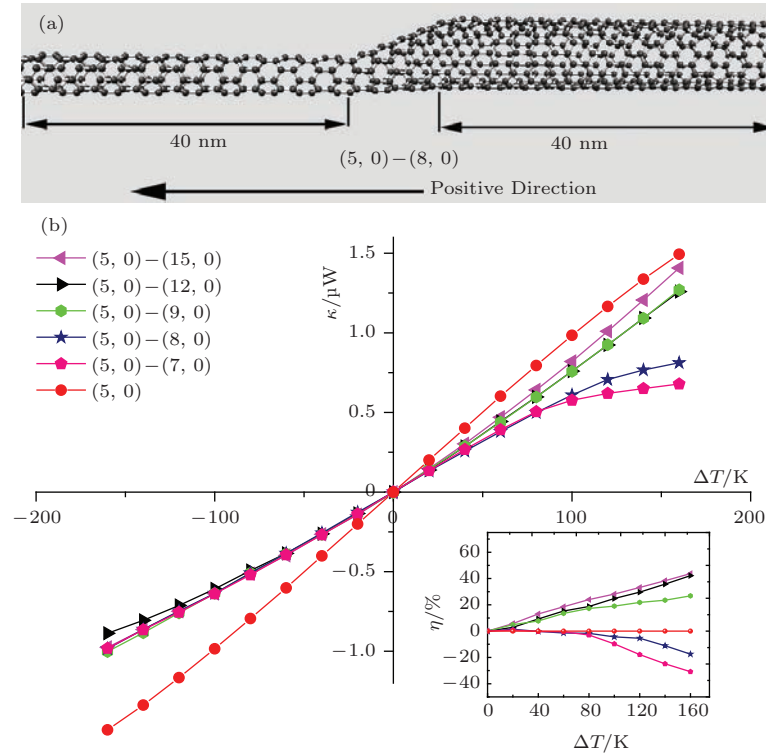 (a)
40 nm
40 nm
(5, 0)−(8, 0)
Positive Direction
(b)
(5, 0)−(15, 0)
(5, 0)−(12, 0)
(5, 0)−(9, 0)
(5, 0)−(8, 0)
(5, 0)−(7, 0)
(5, 0)
κ/μW
1.5
1.0
0.5
0
−0.5
−1.0
ΔT/K
−200
−100
0
100
200
η/%
60
40
20
0
−20
−40
0
40
80
120
160
ΔT/K